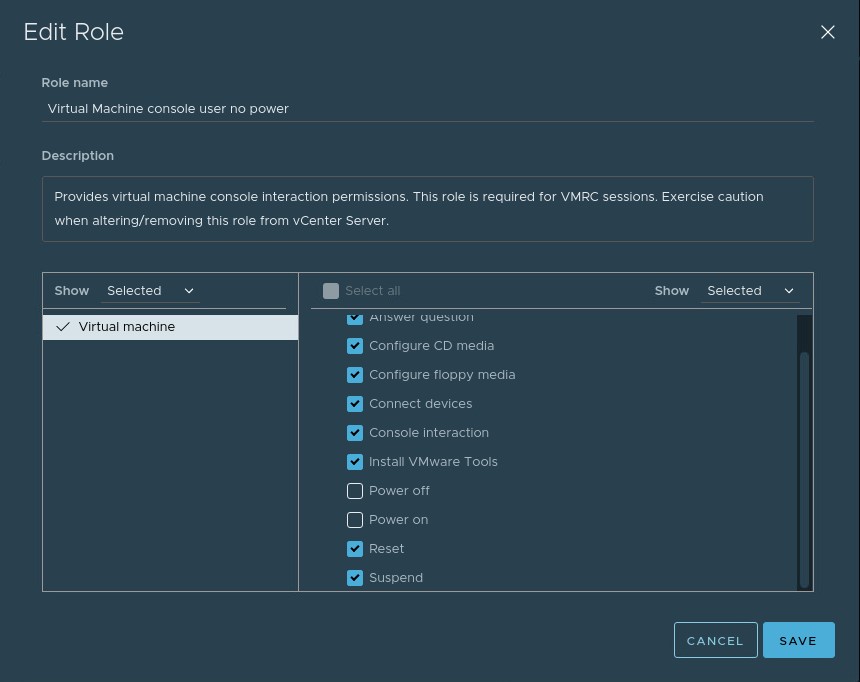 Edit Role
Role name
Virtual Machine console user no power
Description
Provides virtual machine console interaction permissions. This role is required for VMRC sessions. Exercise caution
when altering/removing this role from vCenter Server.
Show Selected
Select all Show Selected
Virtual machine
Answer question
Configure CD media
Configure floppy media
Connect devices
Console interaction
Install VMware Tools
Power off
Power on
Reset
Suspend
CANCEL SAVE